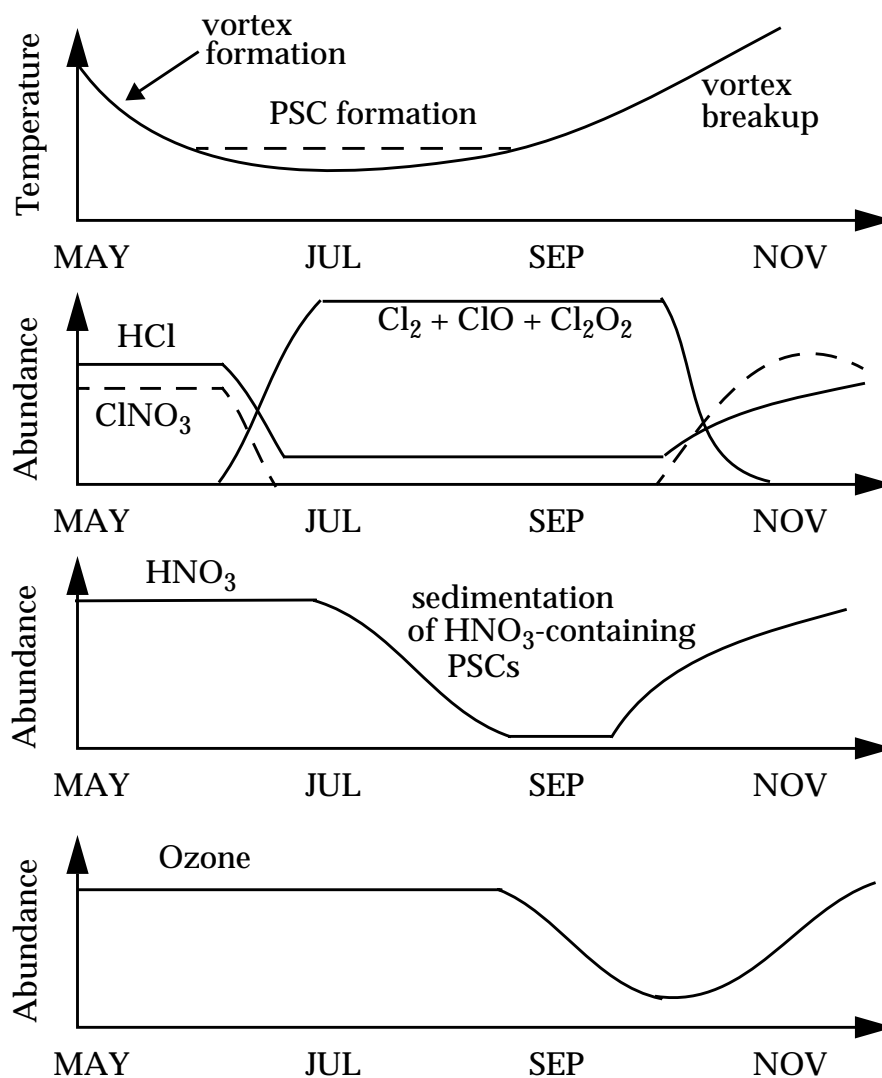 vortex
formation
PSC formation
vortex
breakup
Temperature
MAY JUL SEP NOV
HCl
ClNO₃
Cl₂ + ClO + Cl₂O₂
Abundance
MAY JUL SEP NOV
HNO₃
sedimentation
of HNO₃-containing
PSCs
Abundance
MAY JUL SEP NOV
Ozone
Abundance
MAY JUL SEP NOV